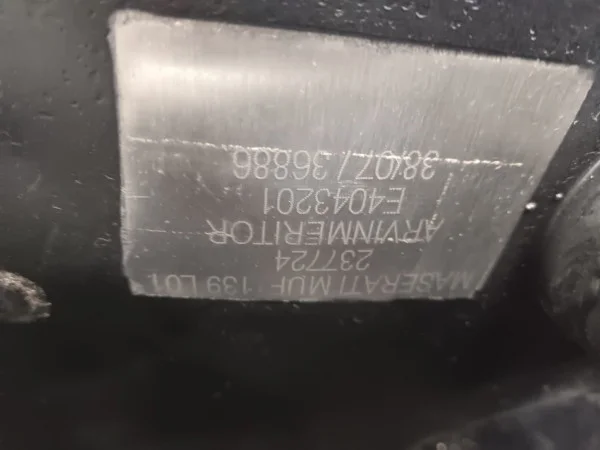 MASERATI MUF 139 L01
237724
ARVINMERITOR
E4043201
38/07/36886